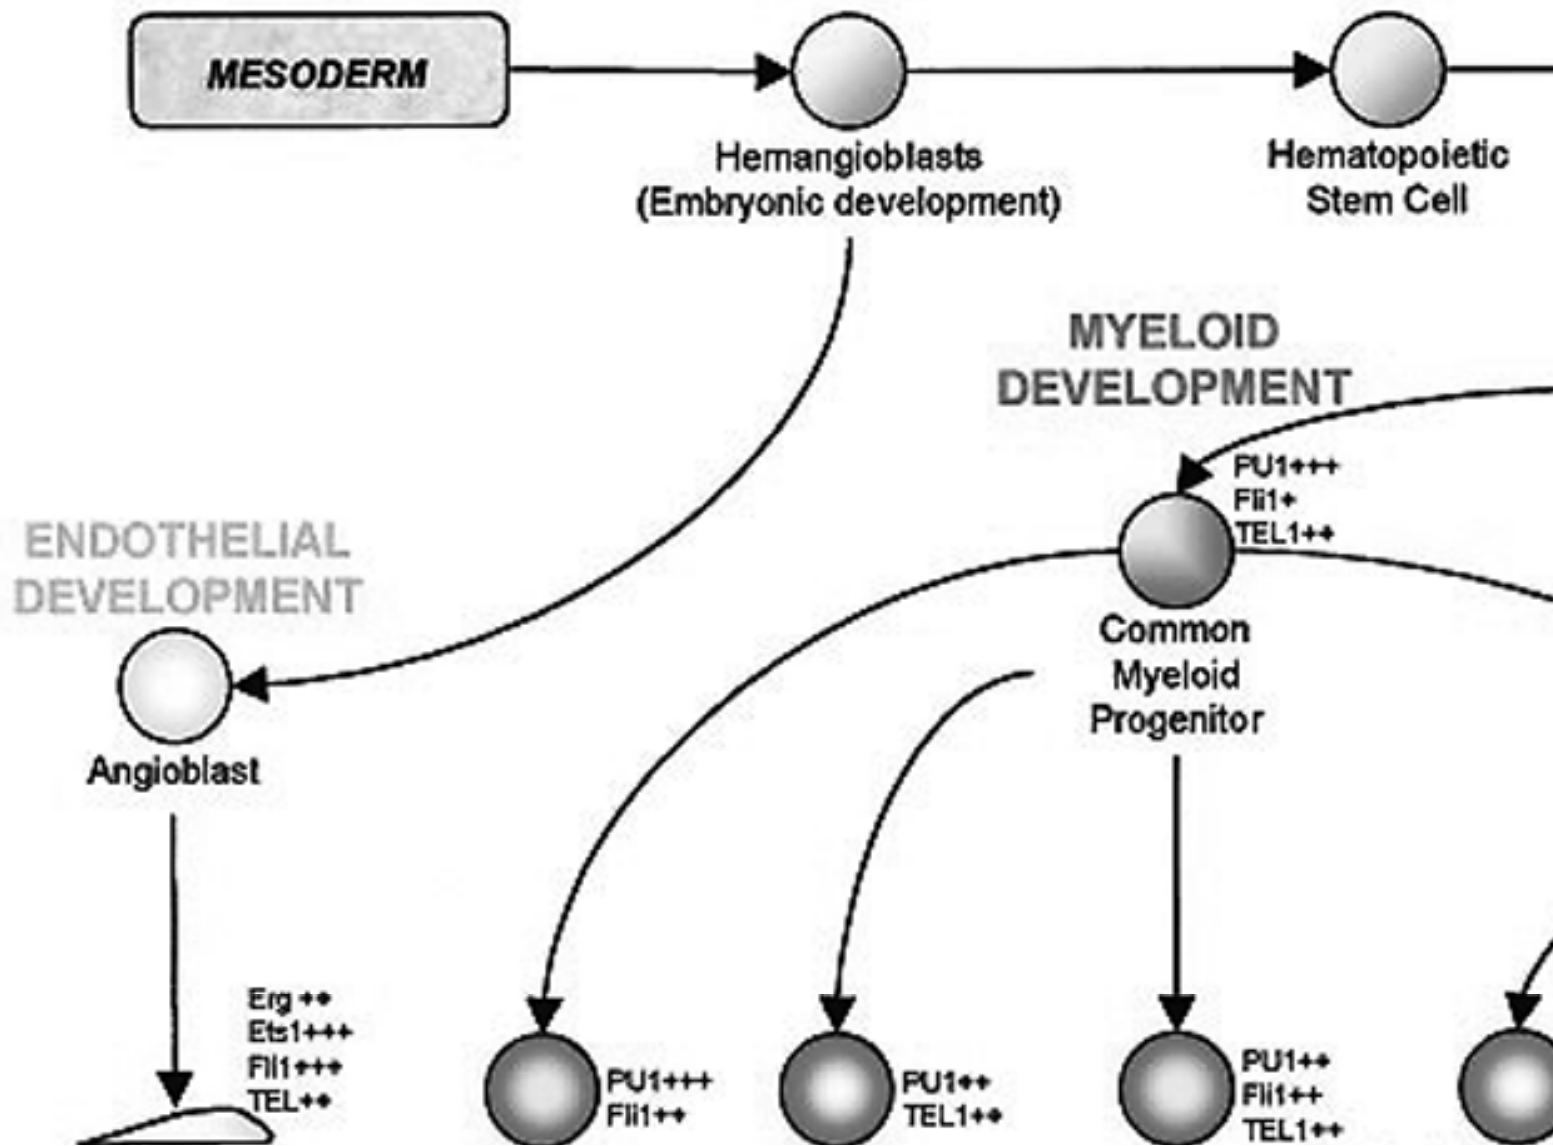 MESODERM
Hemangioblasts
(Embryonic development)
Hematopoietic
Stem Cell
MYELOID
DEVELOPMENT
PU1+++
Fli1+
TEL1++
Common
Myeloid
Progenitor
ENDOTHELIAL
DEVELOPMENT
Angioblast
Erg ++
Ets1+++
Fli1+++
TEL++
PU1+++
Fli1++
PU1++
TEL1++
PU1++
Fli1++
TEL1++